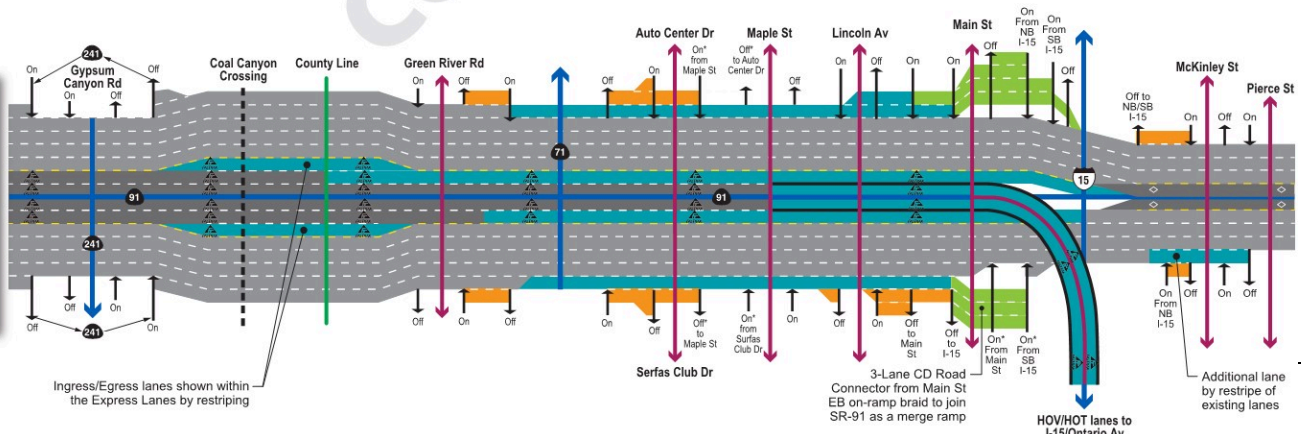 241
On
Off
Gypsum
Canyon Rd
On
Off
Coal Canyon
Crossing
County Line
Green River Rd
On
Off
On
Auto Center Dr
Off
On
On*
from
Maple St
Maple St
Off*
to Auto
Center Dr
Off
Lincoln Av
On
Off
On
Main St
On
Off
On
From
NB
I-15
On
From
SB
I-15
Off
Off to
NB/SB
I-15
On
McKinley St
Off
On
Pierce St
71
15
91
91
241
Off
Off
On
On
241
Off
On
Off
On
Off
Off*
to
Maple St
Serfas Club Dr
On*
from
Surfas
Club Dr
On
Off
On
Off
to
Main
St
Off
to
I-15
On*
From
Main
St
On*
From
SB
I-15
On
From
NB
I-15
Off
On
Off
Ingress/Egress lanes shown within
the Express Lanes by restriping
3-Lane CD Road
Connector from Main St
EB on-ramp braid to join
SR-91 as a merge ramp
HOV/HOT lanes to
I-15/Ontario Av
Additional lane
by restripe of
existing lanes